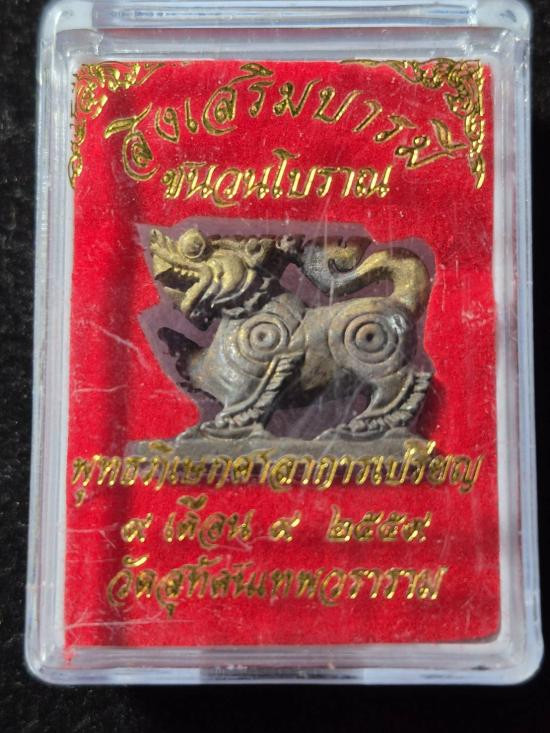 สิงเสริมบารมี
ชนวนโบราณ
พุทธาภิเษกศาลาการเปรียญ
๙ เดือน ๙ ๒๕๕๙
วัดสุทัศนเทพวราราม